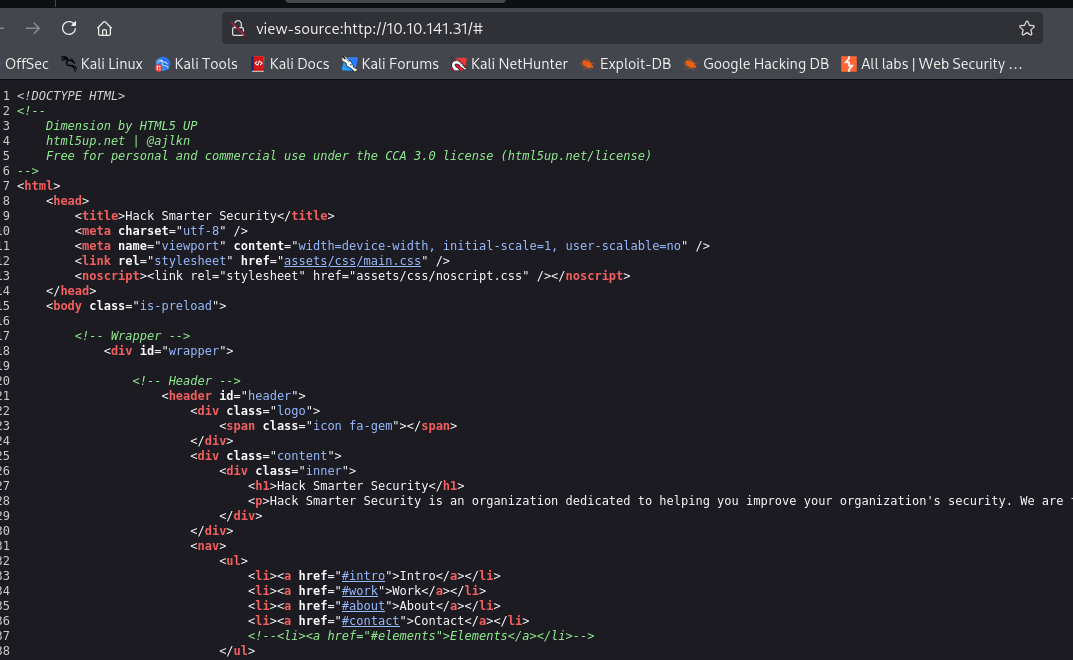 view-source:http://10.10.141.31/#
OffSec Kali Linux Kali Tools Kali Docs Kali Forums Kali NetHunter Exploit-DB Google Hacking DB All labs | Web Security …
1 <!DOCTYPE HTML>
2 <!--
3 Dimension by HTML5 UP
4 html5up.net | @ajlkn
5 Free for personal and commercial use under the CCA 3.0 license (html5up.net/license)
6 -->
7 <html>
8 <head>
9 <title>Hack Smarter Security</title>
10 <meta charset="utf-8" />
11 <meta name="viewport" content="width=device-width, initial-scale=1, user-scalable=no" />
12 <link rel="stylesheet" href="assets/css/main.css" />
13 <noscript><link rel="stylesheet" href="assets/css/noscript.css" /></noscript>
14 </head>
15 <body class="is-preload">
16
17 <!-- Wrapper -->
18 <div id="wrapper">
19
20 <!-- Header -->
21 <header id="header">
22 <div class="logo">
23 <span class="icon fa-gem"></span>
24 </div>
25 <div class="content">
26 <div class="inner">
27 <h1>Hack Smarter Security</h1>
28 <p>Hack Smarter Security is an organization dedicated to helping you improve your organization's security. We are
29 </div>
30 </div>
31 <nav>
32 <ul>
33 <li><a href="#intro">Intro</a></li>
34 <li><a href="#work">Work</a></li>
35 <li><a href="#about">About</a></li>
36 <li><a href="#contact">Contact</a></li>
37 <!--<li><a href="#elements">Elements</a></li>-->
38 </ul>